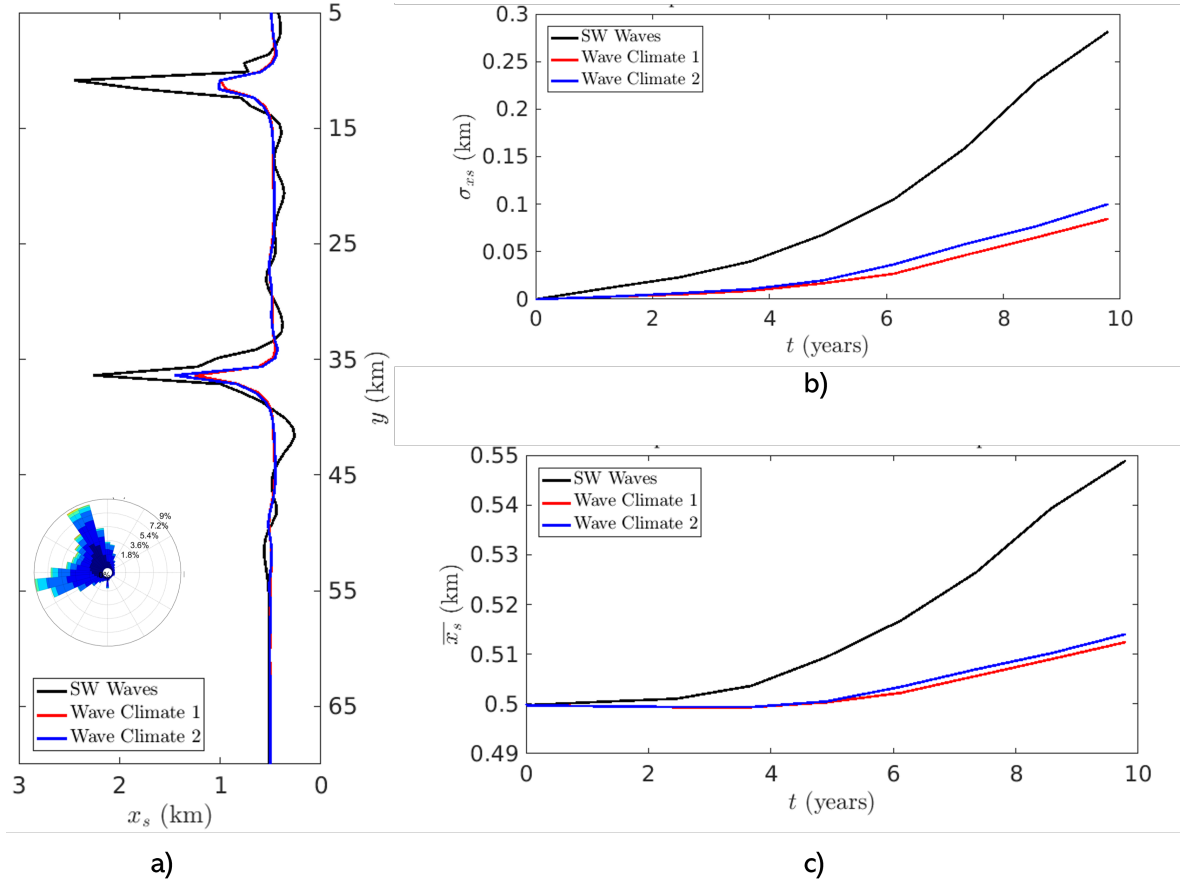 5
15
25
35
45
55
65
y (km)
9%
7.2%
5.4%
3.6%
1.8%
SW Waves
Wave Climate 1
Wave Climate 2
3 2 1 0
x_s (km)
a)
0.3
0.25
0.2
0.15
0.1
0.05
0
σ_xs (km)
SW Waves
Wave Climate 1
Wave Climate 2
0 2 4 6 8 10
t (years)
b)
0.55
0.54
0.53
0.52
0.51
0.5
0.49
x̅_s (km)
SW Waves
Wave Climate 1
Wave Climate 2
0 2 4 6 8 10
t (years)
c)